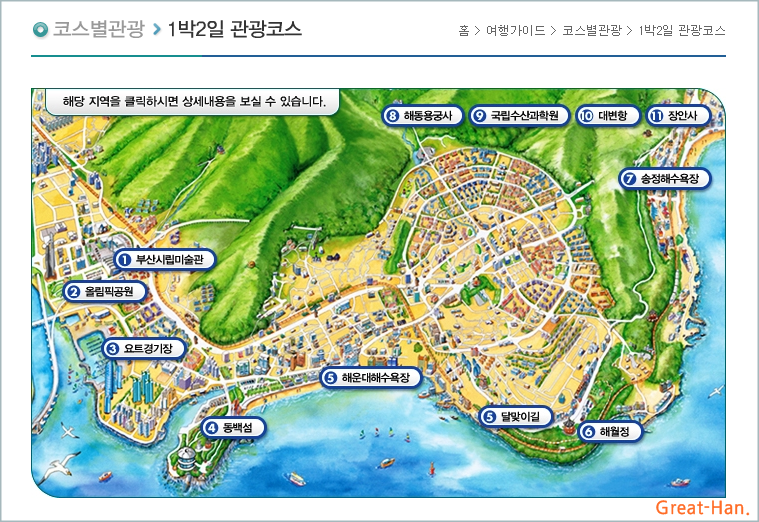 코스별관광 > 1박2일 관광코스
홈 > 여행가이드 > 코스별관광 > 1박2일 관광코스
해당 지역을 클릭하시면 상세내용을 보실 수 있습니다.
8 해동용궁사
9 국립수산과학원
10 대변항
11 장안사
7 송정해수욕장
1 부산시립미술관
2 올림픽공원
3 요트경기장
5 해운대해수욕장
4 동백섬
5 달맞이길
6 해월정
Great-Han.